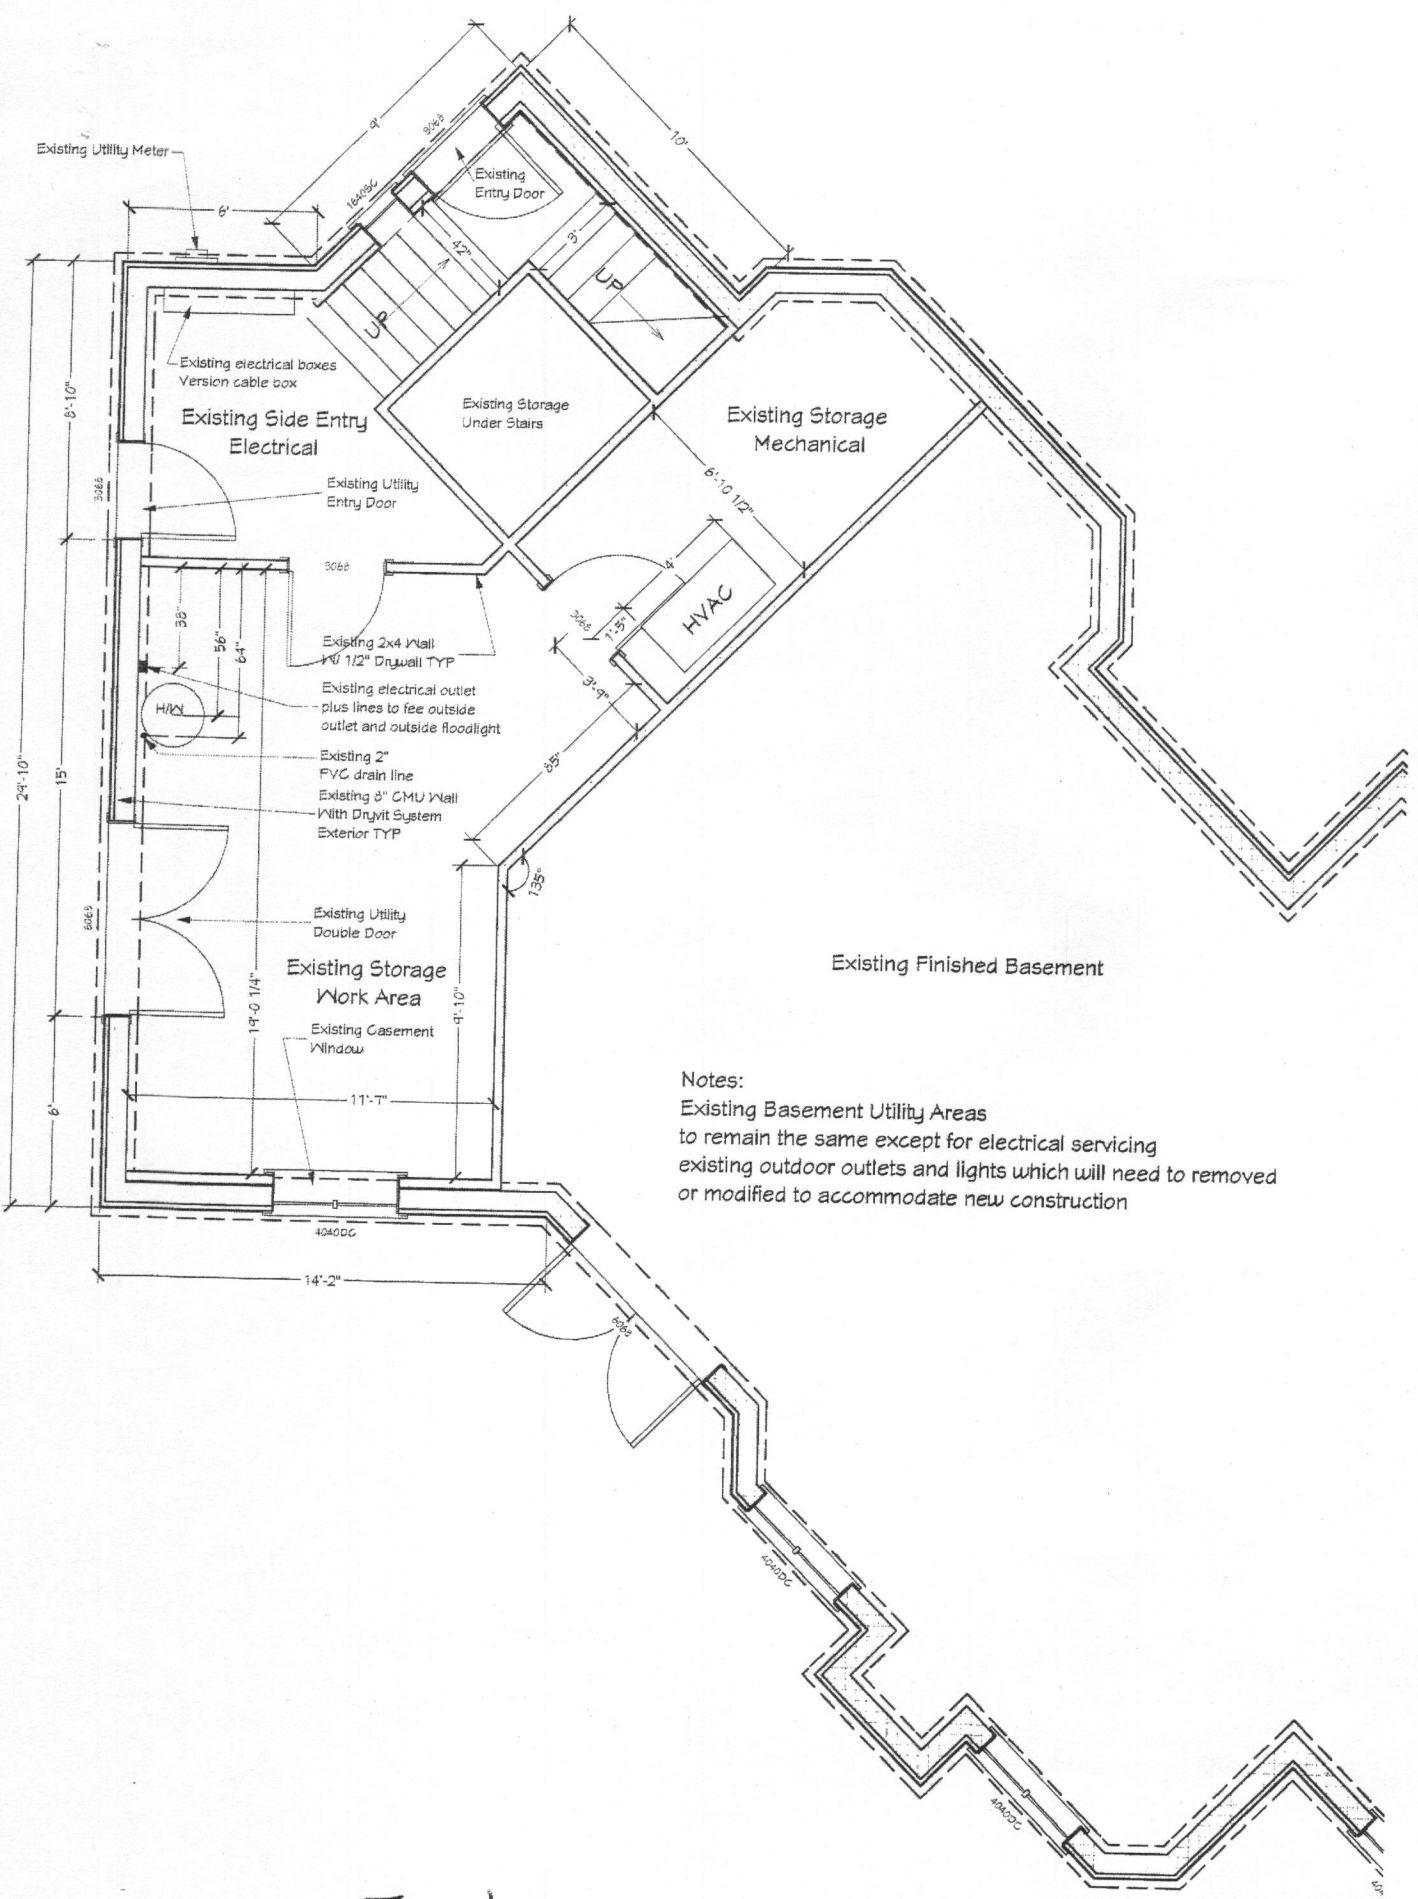 9'
10'
3068
Existing Utility Meter
Existing
Entry Door
1640SC
6'
42"
3'
UP
UP
Existing electrical boxes
Version cable box
8'-10"
Existing Side Entry
Electrical
Existing Storage
Under Stairs
Existing Storage
Mechanical
3068
Existing Utility
Entry Door
6'-10 1/2"
3068
4'
HVAC
38"
56"
64"
3068
1'-5"
Existing 2x4 Wall
W/ 1/2" Drywall TYP
3'-9"
Existing electrical outlet
plus lines to fee outside
outlet and outside floodlight
H/W
Existing 2"
PVC drain line
85"
29'-10"
15'
Existing 8" CMU Wall
With Dryvit System
Exterior TYP
135°
6068
Existing Utility
Double Door
Existing Finished Basement
Existing Storage
Work Area
19'-0 1/4"
9'-10"
Existing Casement
Window
Notes:
Existing Basement Utility Areas
to remain the same except for electrical servicing
existing outdoor outlets and lights which will need to removed
or modified to accommodate new construction
6'
11'-7"
4040DC
14'-2"
6068
4040DC
4040DC